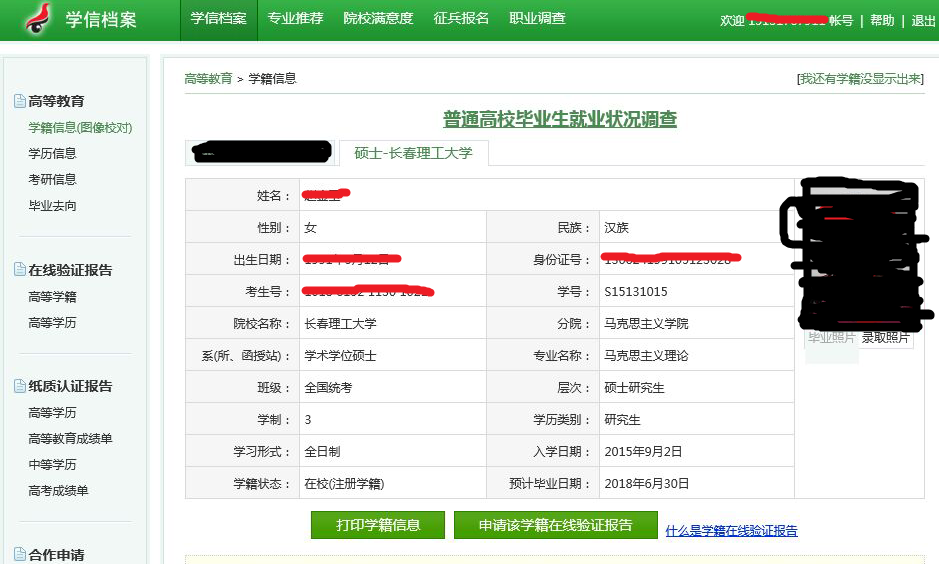 学信档案 学信档案 专业推荐 院校满意度 征兵报名 职业调查 欢迎 帐号 | 帮助 | 退出
高等教育 > 学籍信息 [我还有学籍没显示出来]
高等教育
学籍信息(图像校对)
学历信息
考研信息
毕业去向
在线验证报告
高等学籍
高等学历
纸质认证报告
高等学历
高等教育成绩单
中等学历
高考成绩单
合作申请
普通高校毕业生就业状况调查
硕士-长春理工大学
姓名：
性别： 女 民族： 汉族
出生日期： 身份证号：
考生号： 学号： S15131015
院校名称： 长春理工大学 分院： 马克思主义学院
系(所、函授站)： 学术学位硕士 专业名称： 马克思主义理论
班级： 全国统考 层次： 硕士研究生
学制： 3 学历类别： 研究生
学习形式： 全日制 入学日期： 2015年9月2日
学籍状态： 在校(注册学籍) 预计毕业日期： 2018年6月30日
毕业照片 录取照片
打印学籍信息 申请该学籍在线验证报告 什么是学籍在线验证报告